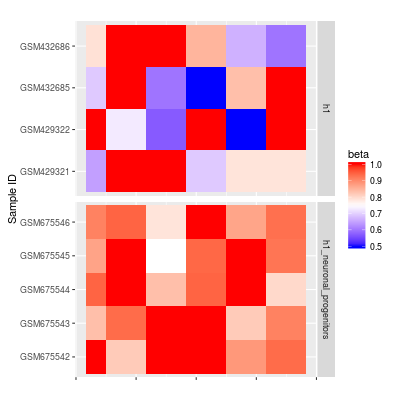 Sample ID
GSM432686
GSM432685
GSM429322
GSM429321
h1
GSM675546
GSM675545
GSM675544
GSM675543
GSM675542
h1_neuronal_progenitors
beta
1.0
0.9
0.8
0.7
0.6
0.5